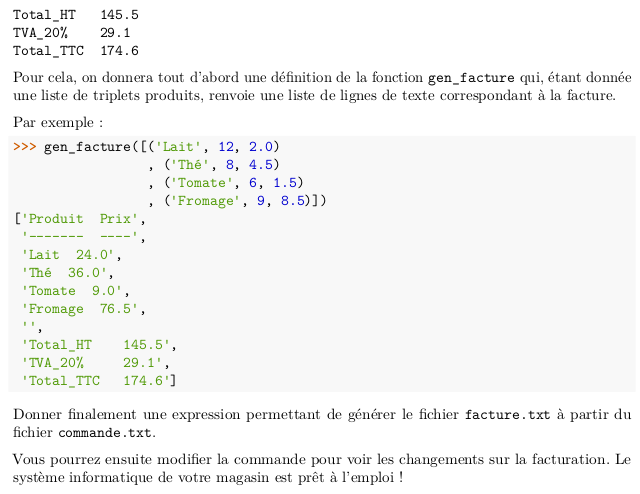 Total_HT   145.5
TVA_20%    29.1
Total_TTC  174.6
Pour cela, on donnera tout d'abord une définition de la fonction gen_facture qui, étant donnée
une liste de triplets produits, renvoie une liste de lignes de texte correspondant à la facture.
Par exemple :
>>> gen_facture([('Lait', 12, 2.0)
                , ('Thé', 8, 4.5)
                , ('Tomate', 6, 1.5)
                , ('Fromage', 9, 8.5)])
['Produit  Prix',
 '-------  ----',
 'Lait  24.0',
 'Thé  36.0',
 'Tomate  9.0',
 'Fromage  76.5',
 '',
 'Total_HT    145.5',
 'TVA_20%     29.1',
 'Total_TTC   174.6']
Donner finalement une expression permettant de générer le fichier facture.txt à partir du
fichier commande.txt.
Vous pourrez ensuite modifier la commande pour voir les changements sur la facturation. Le
système informatique de votre magasin est prêt à l'emploi !